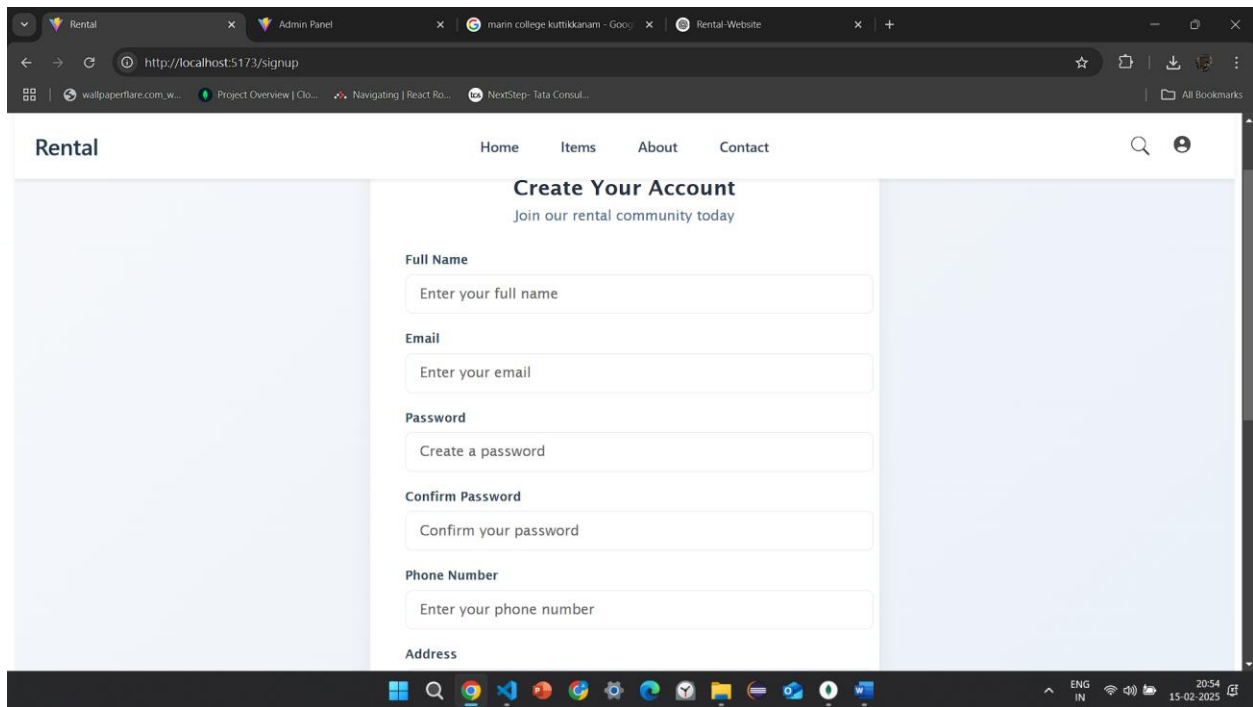 Rental
Admin Panel
marin college kuttikkanam - Goog
Rental-Website
http://localhost:5173/signup
wallpaperflare.com_w...
Project Overview | Clo...
Navigating | React Ro...
NextStep- Tata Consul...
All Bookmarks
Rental
Home
Items
About
Contact
Create Your Account
Join our rental community today
Full Name
Enter your full name
Email
Enter your email
Password
Create a password
Confirm Password
Confirm your password
Phone Number
Enter your phone number
Address
ENG
IN
20:54
15-02-2025